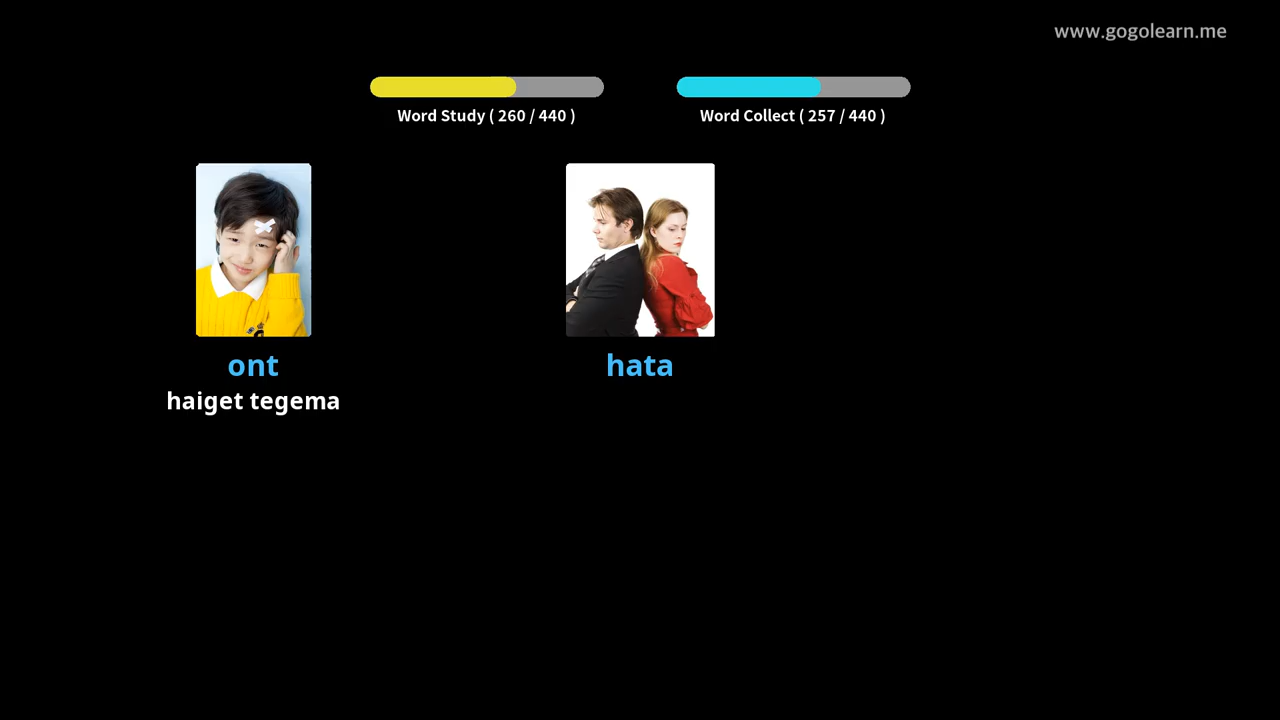 www.gogolearn.me
Word Study ( 260 / 440 )
Word Collect ( 257 / 440 )
ont
hata
haiget tegema